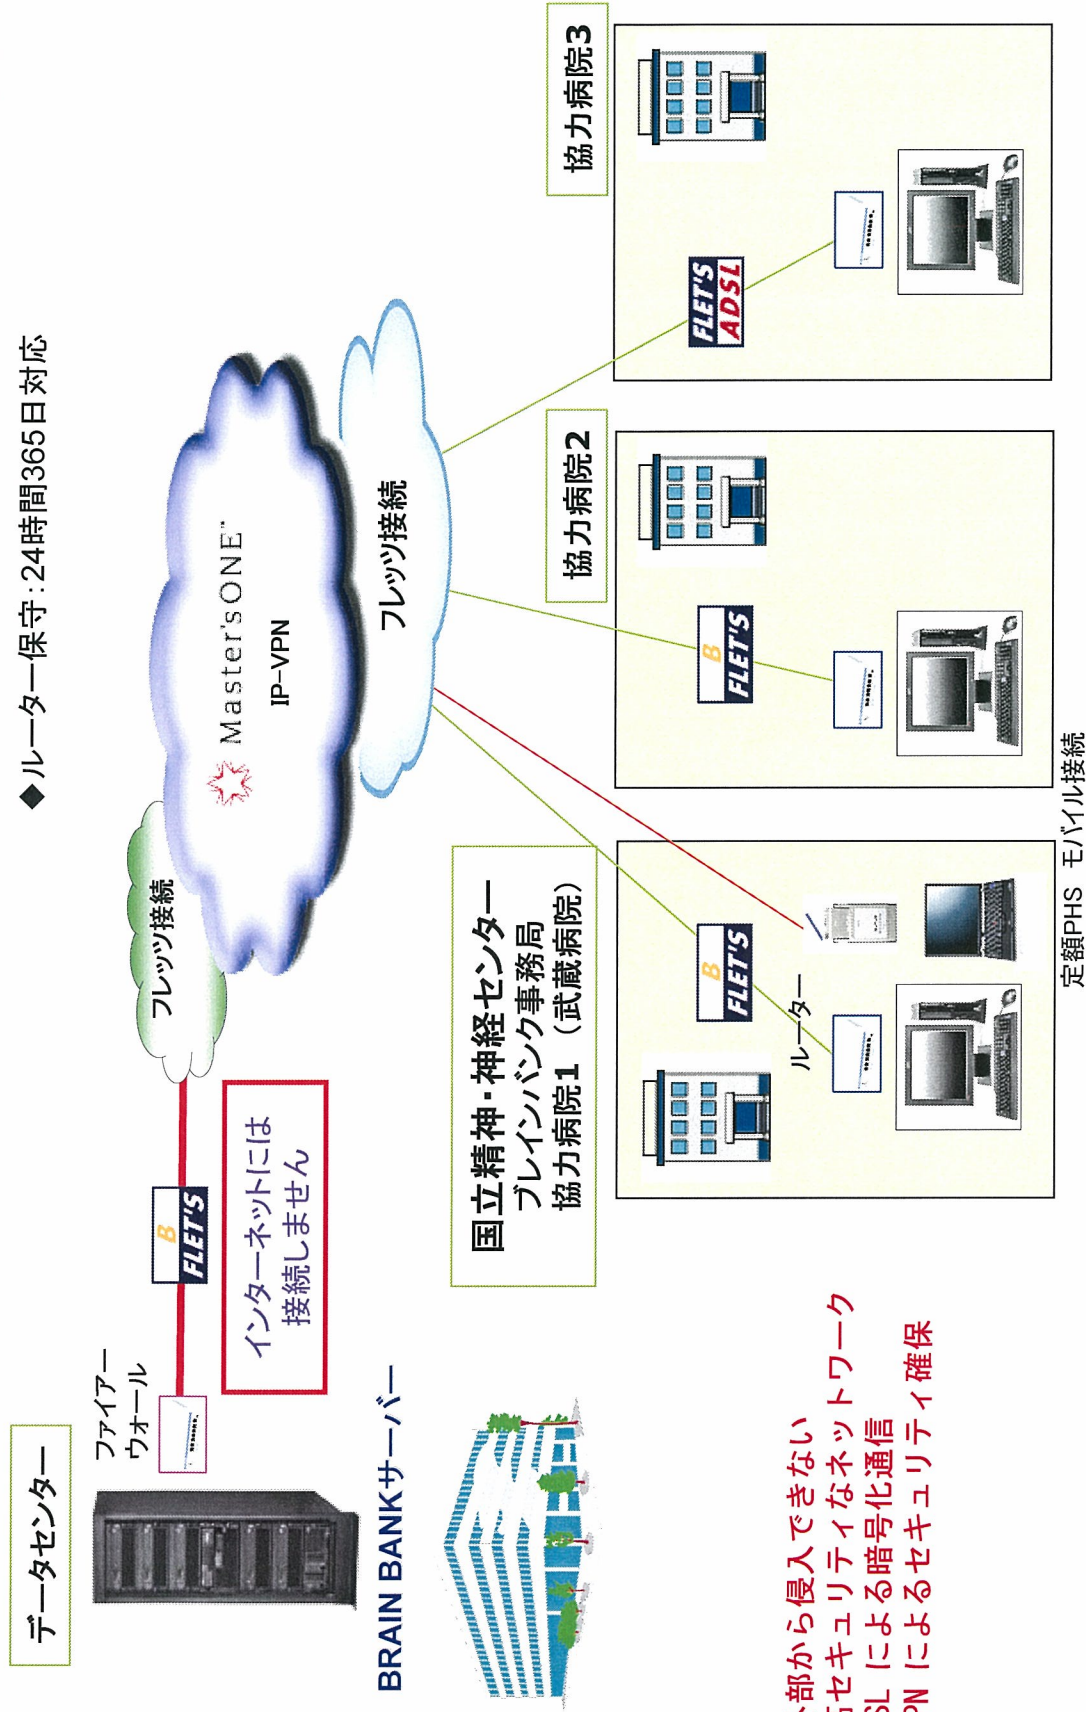 データセンター
◆ルーター保守：24時間365日対応
ファイアー
ウォール
B
FLET'S
フレッツ接続
インターネットには
接続しません
Master'sONE™
IP-VPN
フレッツ接続
BRAIN BANKサーバー
国立精神・神経センター
ブレインバンク事務局
協力病院1（武蔵病院）
協力病院2
協力病院3
B
FLET'S
B
FLET'S
FLET'S
ADSL
ルーター
部から侵入できない
セキュリティなネットワーク
SL による暗号化通信
PN によるセキュリティ確保
定額PHS モバイル接続